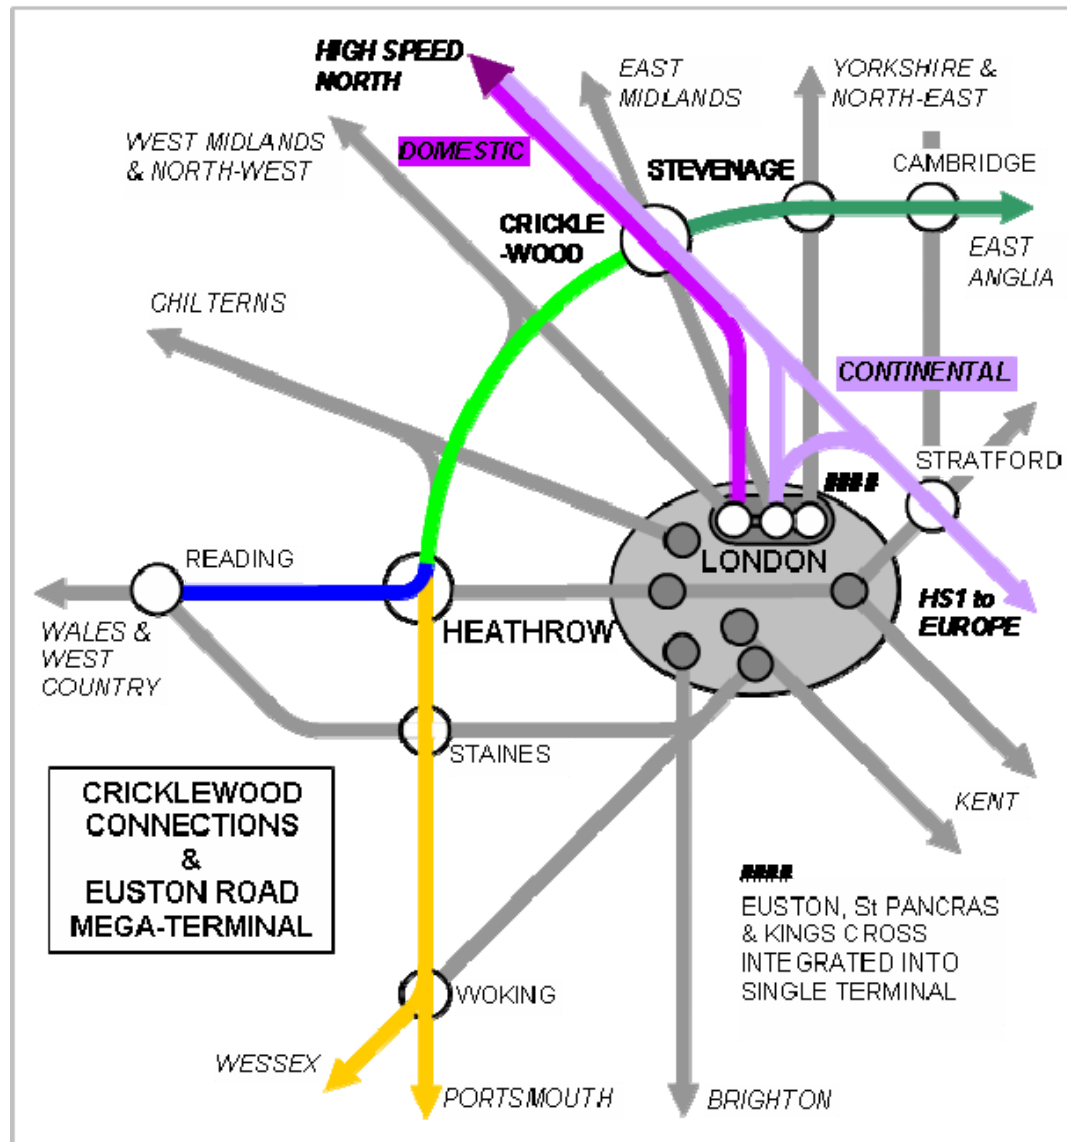 HIGH SPEED
NORTH
EAST
MIDLANDS
YORKSHIRE &
NORTH-EAST
WEST MIDLANDS
& NORTH-WEST
DOMESTIC
STEVENAGE
CAMBRIDGE
CRICKLE
-WOOD
EAST
ANGLIA
CHILTERNS
CONTINENTAL
STRATFORD
####
READING
LONDON
HS1 to
EUROPE
HEATHROW
WALES &
WEST
COUNTRY
STAINES
CRICKLEWOOD
CONNECTIONS
&
EUSTON ROAD
MEGA-TERMINAL
KENT
####
EUSTON, St PANCRAS
& KINGS CROSS
INTEGRATED INTO
SINGLE TERMINAL
WOKING
WESSEX
PORTSMOUTH
BRIGHTON